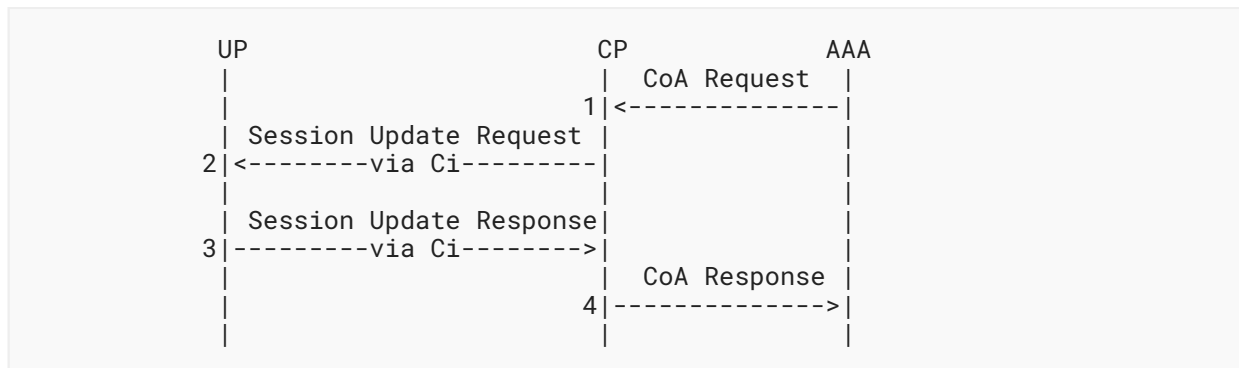 UP                       CP              AAA
|                        |  CoA Request  |
|                       1|<--------------|
| Session Update Request |               |
2|<--------via Ci---------|               |
|                        |               |
| Session Update Response|               |
3|---------via Ci-------->|               |
|                        |  CoA Response |
|                       4|-------------->|
|                        |               |